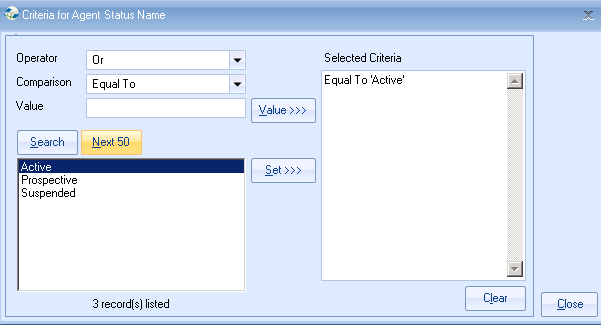 Criteria for Agent Status Name
Operator
Or
Comparison
Equal To
Value
Value >>>
Search
Next 50
Active
Prospective
Suspended
Set >>>
3 record(s) listed
Selected Criteria
Equal To 'Active'
Clear
Close